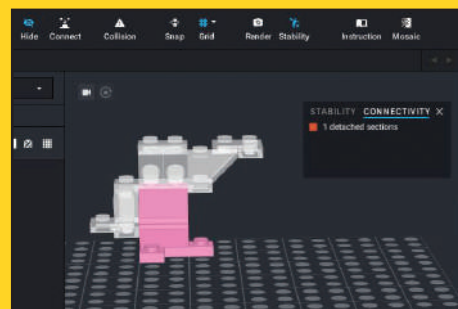 Hide Connect Collision Snap Grid Render Stability Instruction Mosaic
STABILITY CONNECTIVITY X
1 detached sections